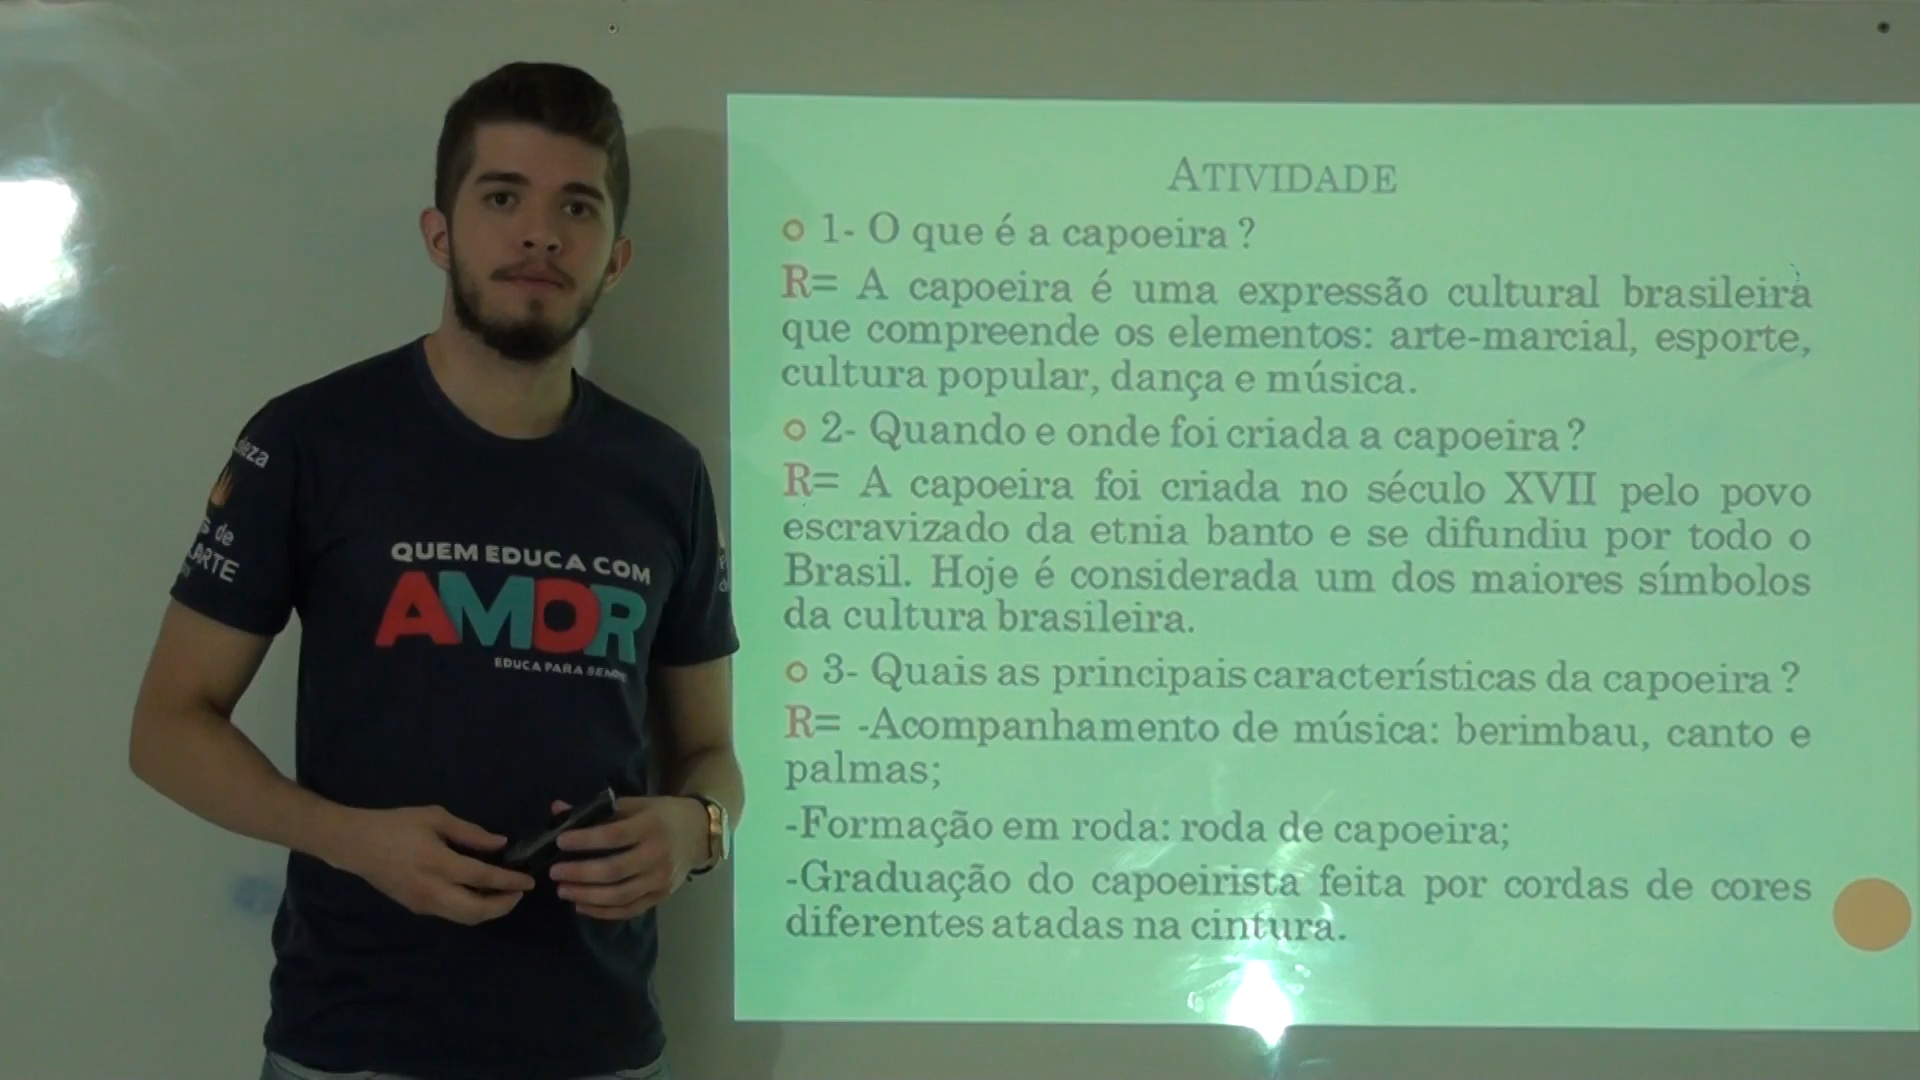 ATIVIDADE
1- O que é a capoeira ?
R= A capoeira é uma expressão cultural brasileira
que compreende os elementos: arte-marcial, esporte,
cultura popular, dança e música.
2- Quando e onde foi criada a capoeira ?
R= A capoeira foi criada no século XVII pelo povo
escravizado da etnia banto e se difundiu por todo o
Brasil. Hoje é considerada um dos maiores símbolos
da cultura brasileira.
3- Quais as principais características da capoeira ?
R= -Acompanhamento de música: berimbau, canto e
palmas;
-Formação em roda: roda de capoeira;
-Graduação do capoeirista feita por cordas de cores
diferentes atadas na cintura.
QUEM EDUCA COM
AMOR
EDUCA PARA
de